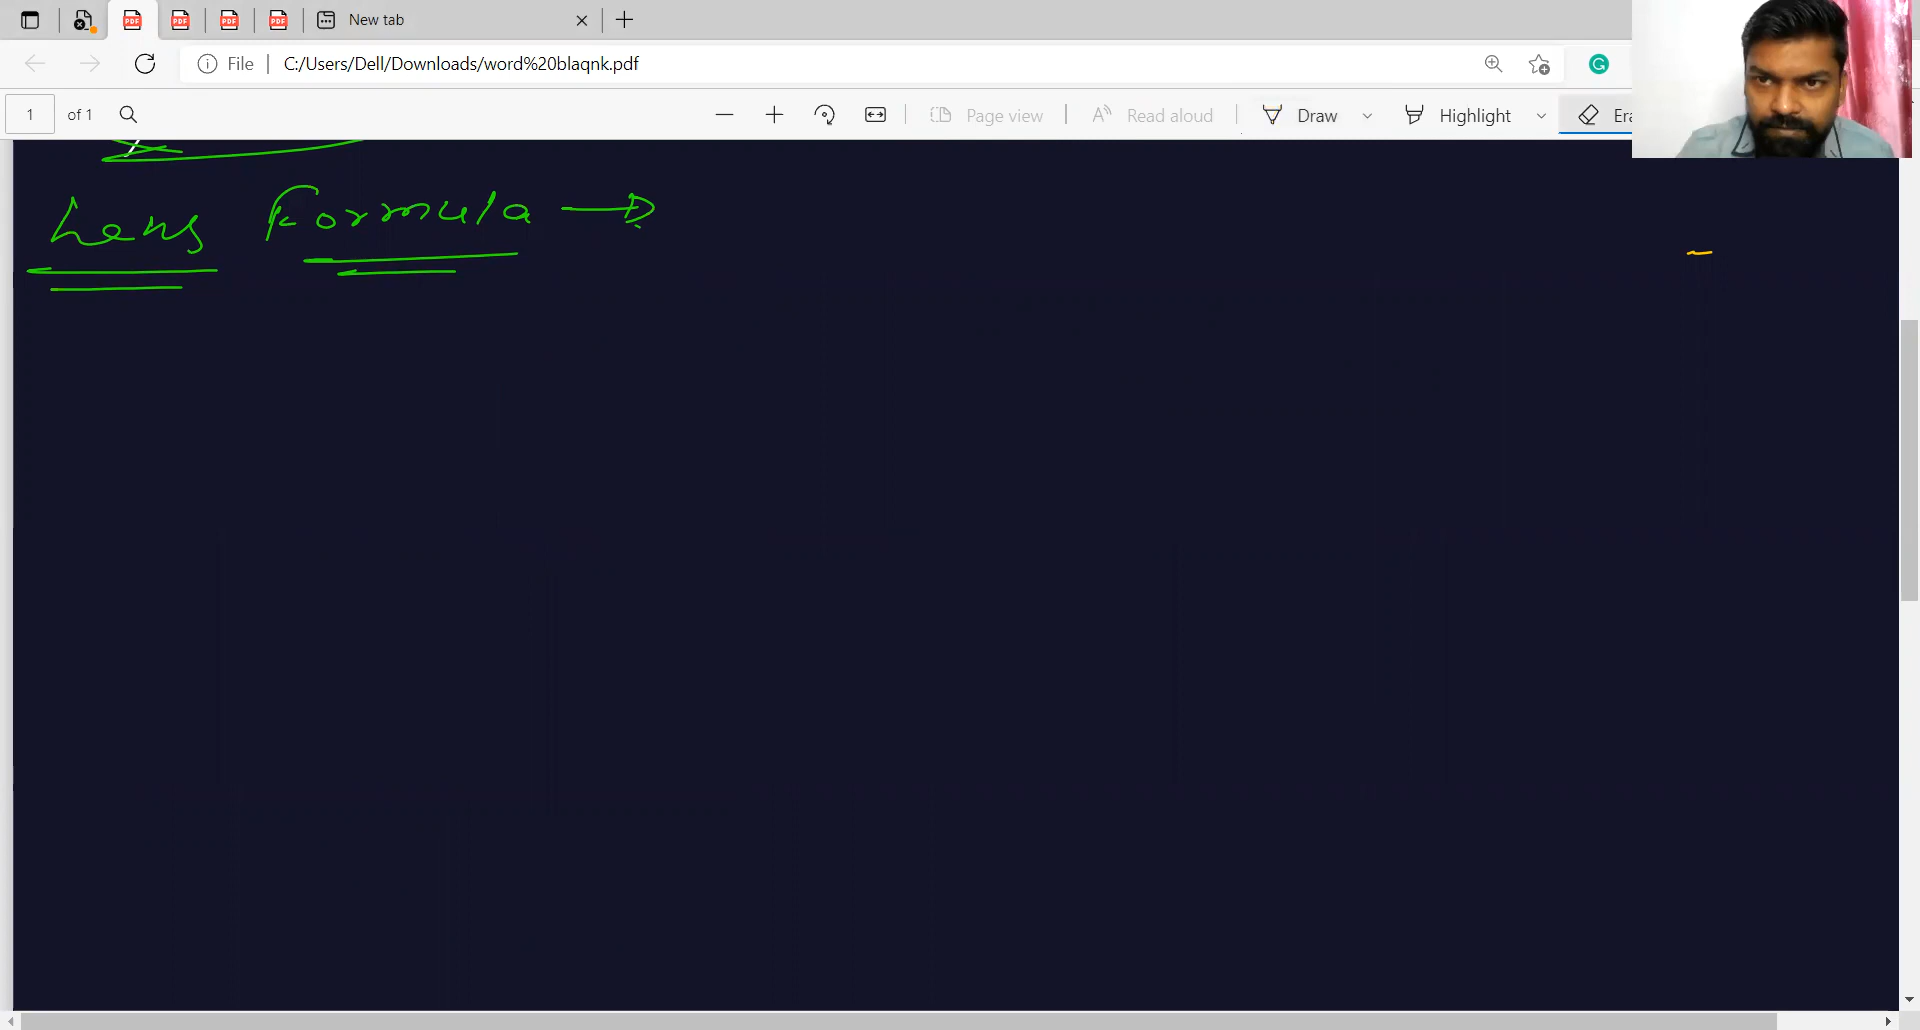 New tab
File C:/Users/Dell/Downloads/word%20blaqnk.pdf
1 of 1 Page view Read aloud Draw Highlight Era
Lens Formula →